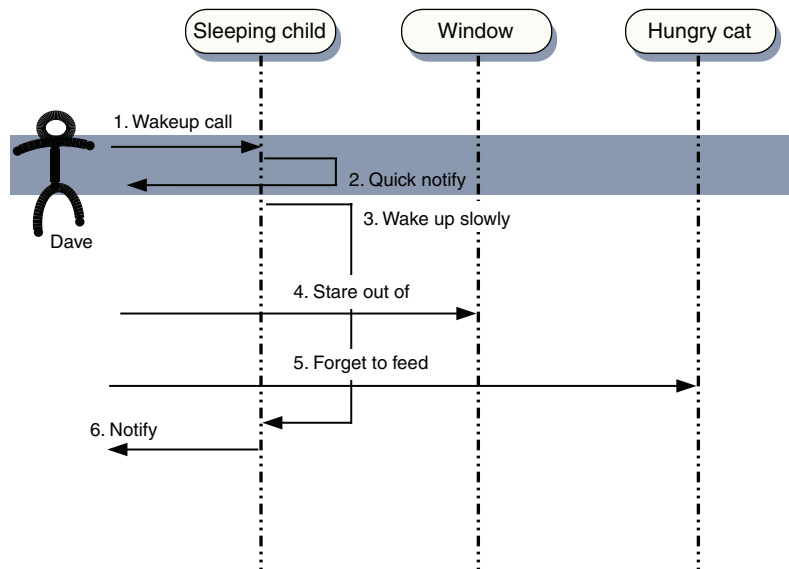 Sleeping child
Window
Hungry cat
1. Wakeup call
2. Quick notify
3. Wake up slowly
Dave
4. Stare out of
5. Forget to feed
6. Notify